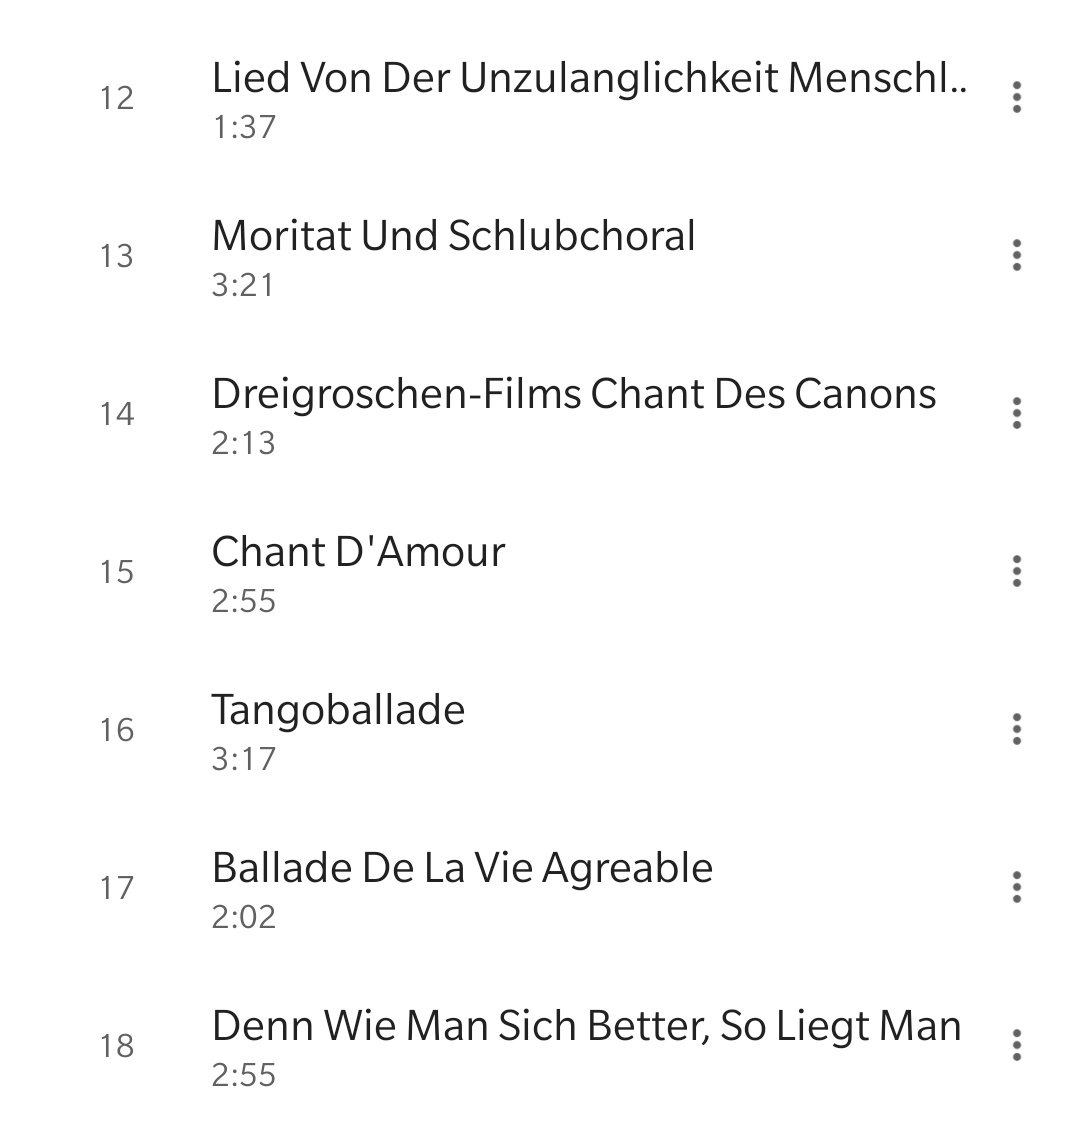 12
Lied Von Der Unzulanglichkeit Menschl..
1:37
13
Moritat Und Schlubchoral
3:21
14
Dreigroschen-Films Chant Des Canons
2:13
15
Chant D'Amour
2:55
16
Tangoballade
3:17
17
Ballade De La Vie Agreable
2:02
18
Denn Wie Man Sich Better, So Liegt Man
2:55